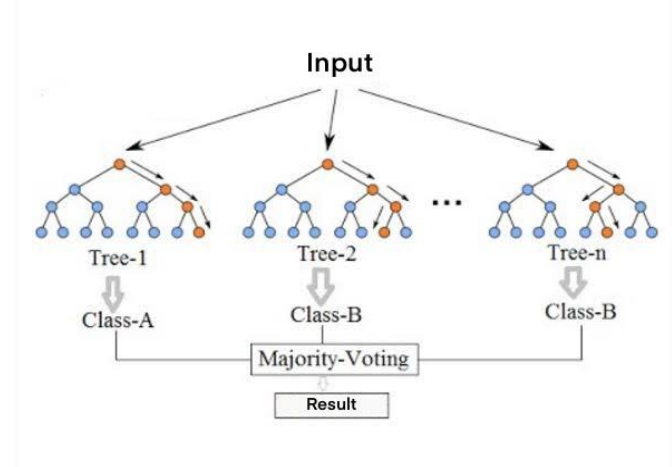 Input
...
Tree-1
Tree-2
Tree-n
Class-A
Class-B
Class-B
Majority-Voting
Result